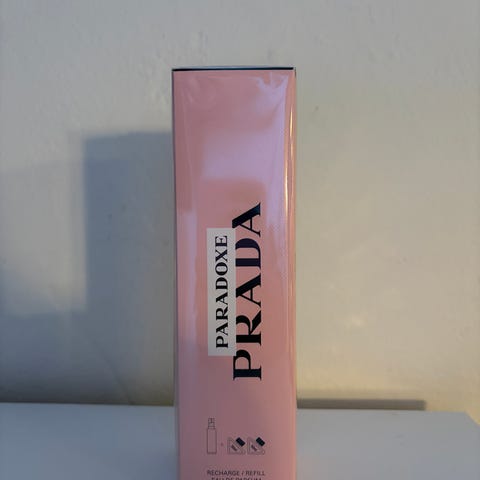 PARADOXE
PRADA
RECHARGE / REFILL
EAU DE PARFUM